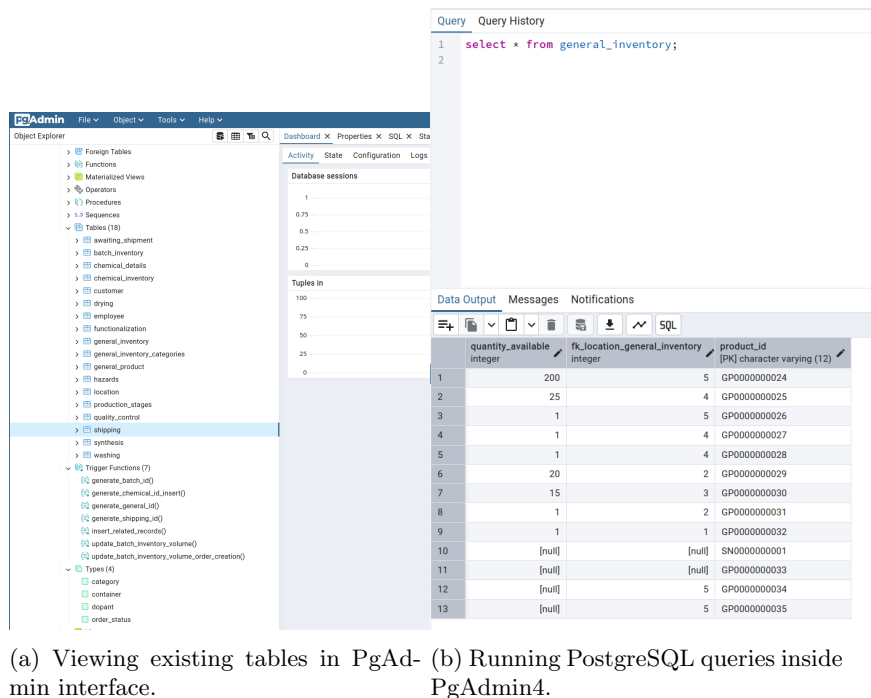 Query Query History
1 select * from general_inventory;
2
pgAdmin File Object Tools Help
Object Explorer
Dashboard X Properties X SQL X Sta
Foreign Tables
Functions
Materialized Views
Operators
Procedures
1..3 Sequences
Tables (18)
awaiting_shipment
batch_inventory
chemical_details
chemical_inventory
customer
drying
employee
functionalization
general_inventory
general_inventory_categories
general_product
hazards
location
production_stages
quality_control
shipping
synthesis
washing
Trigger Functions (7)
generate_batch_id()
generate_chemical_id_insert()
generate_general_id()
generate_shipping_id()
insert_related_records()
update_batch_inventory_volume()
update_batch_inventory_volume_order_creation()
Types (4)
category
container
dopant
order_status
Activity State Configuration Logs
Database sessions
1
0.75
0.5
0.25
0
Tuples in
100
75
50
25
0
Data Output Messages Notifications
SQL
quantity_available integer fk_location_general_inventory integer product_id [PK] character varying (12)
1 200 5 GP0000000024
2 25 4 GP0000000025
3 1 5 GP0000000026
4 1 4 GP0000000027
5 1 4 GP0000000028
6 20 2 GP0000000029
7 15 3 GP0000000030
8 1 2 GP0000000031
9 1 1 GP0000000032
10 [null] [null] SN0000000001
11 [null] [null] GP0000000033
12 [null] 5 GP0000000034
13 [null] 5 GP0000000035
(a) Viewing existing tables in PgAd-
min interface.
(b) Running PostgreSQL queries inside
PgAdmin4.